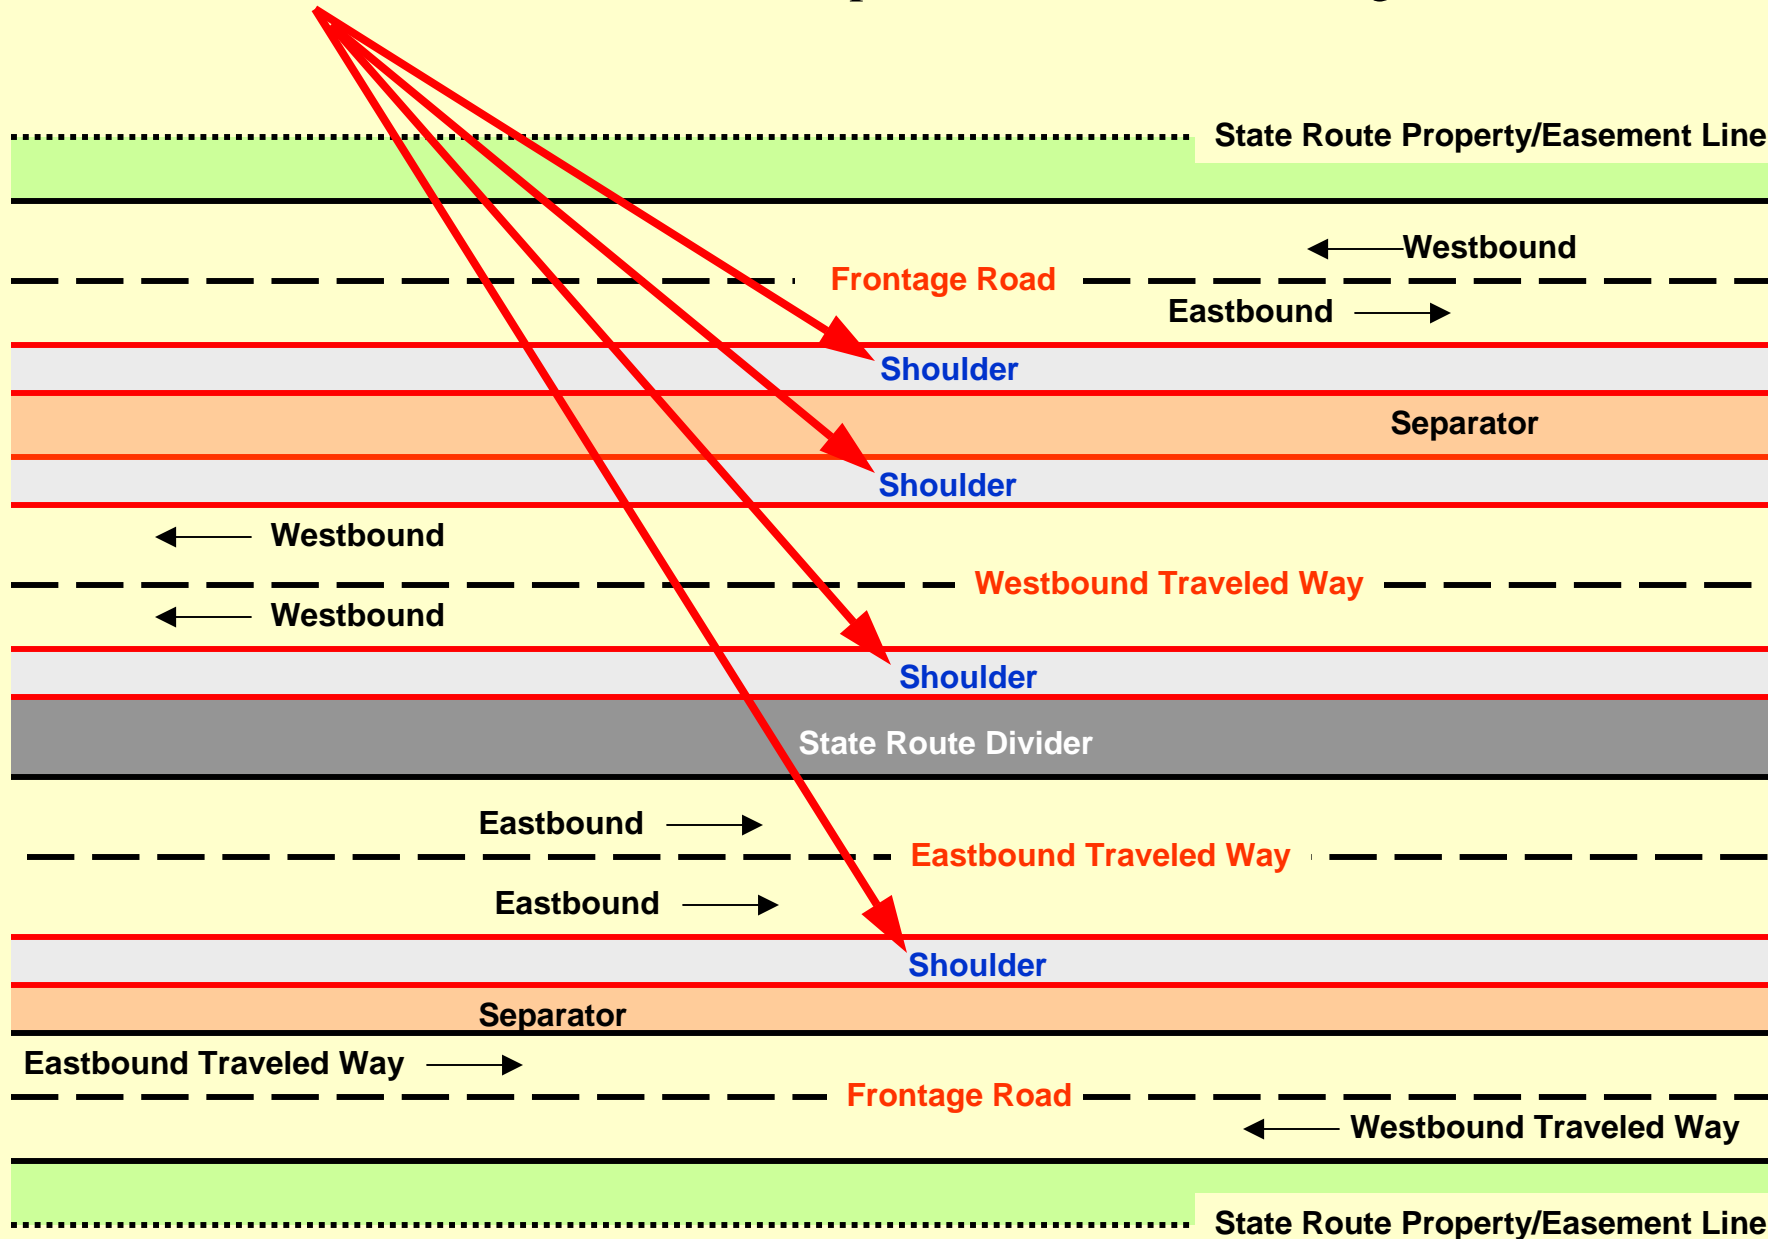 State Route Property/Easement Line
Westbound
Frontage Road
Eastbound
Shoulder
Separator
Shoulder
Westbound
Westbound Traveled Way
Westbound
Shoulder
State Route Divider
Eastbound
Eastbound Traveled Way
Eastbound
Shoulder
Separator
Eastbound Traveled Way
Frontage Road
Westbound Traveled Way
State Route Property/Easement Line